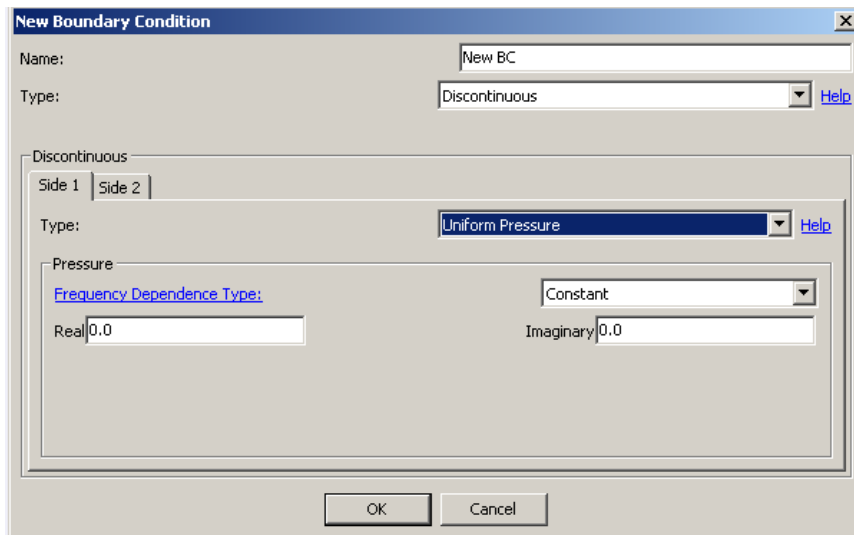 New Boundary Condition
Name: New BC
Type: Discontinuous Help
Discontinuous
Side 1 Side 2
Type: Uniform Pressure Help
Pressure
Frequency Dependence Type: Constant
Real 0.0 Imaginary 0.0
OK Cancel